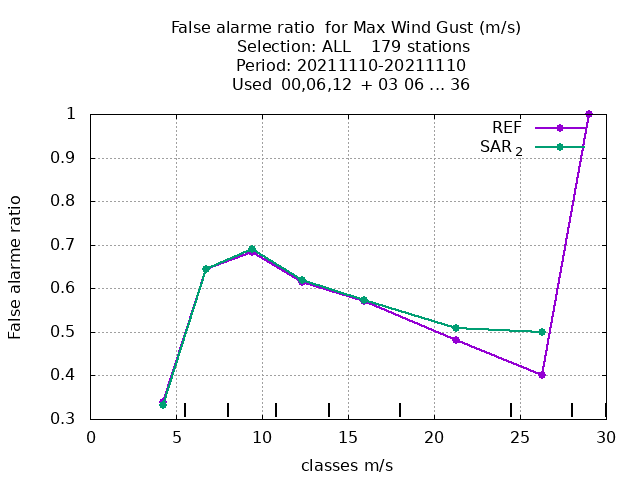 False alarme ratio  for Max Wind Gust (m/s)
Selection: ALL    179 stations
Period: 20211110-20211110
Used  00,06,12  + 03 06 ... 36
False alarme ratio
1
0.9
0.8
0.7
0.6
0.5
0.4
0.3
REF
SAR 2
0 5 10 15 20 25 30
classes m/s